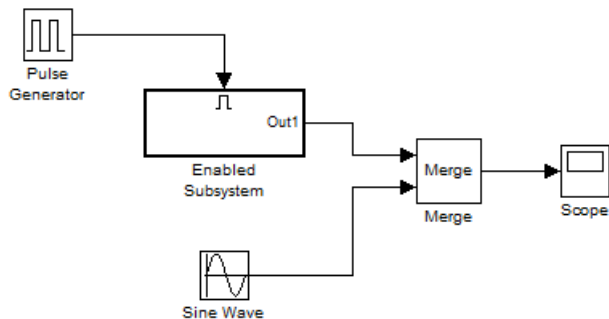 Pulse
Generator
Out1
Enabled
Subsystem
Merge
Merge
Scope
Sine Wave